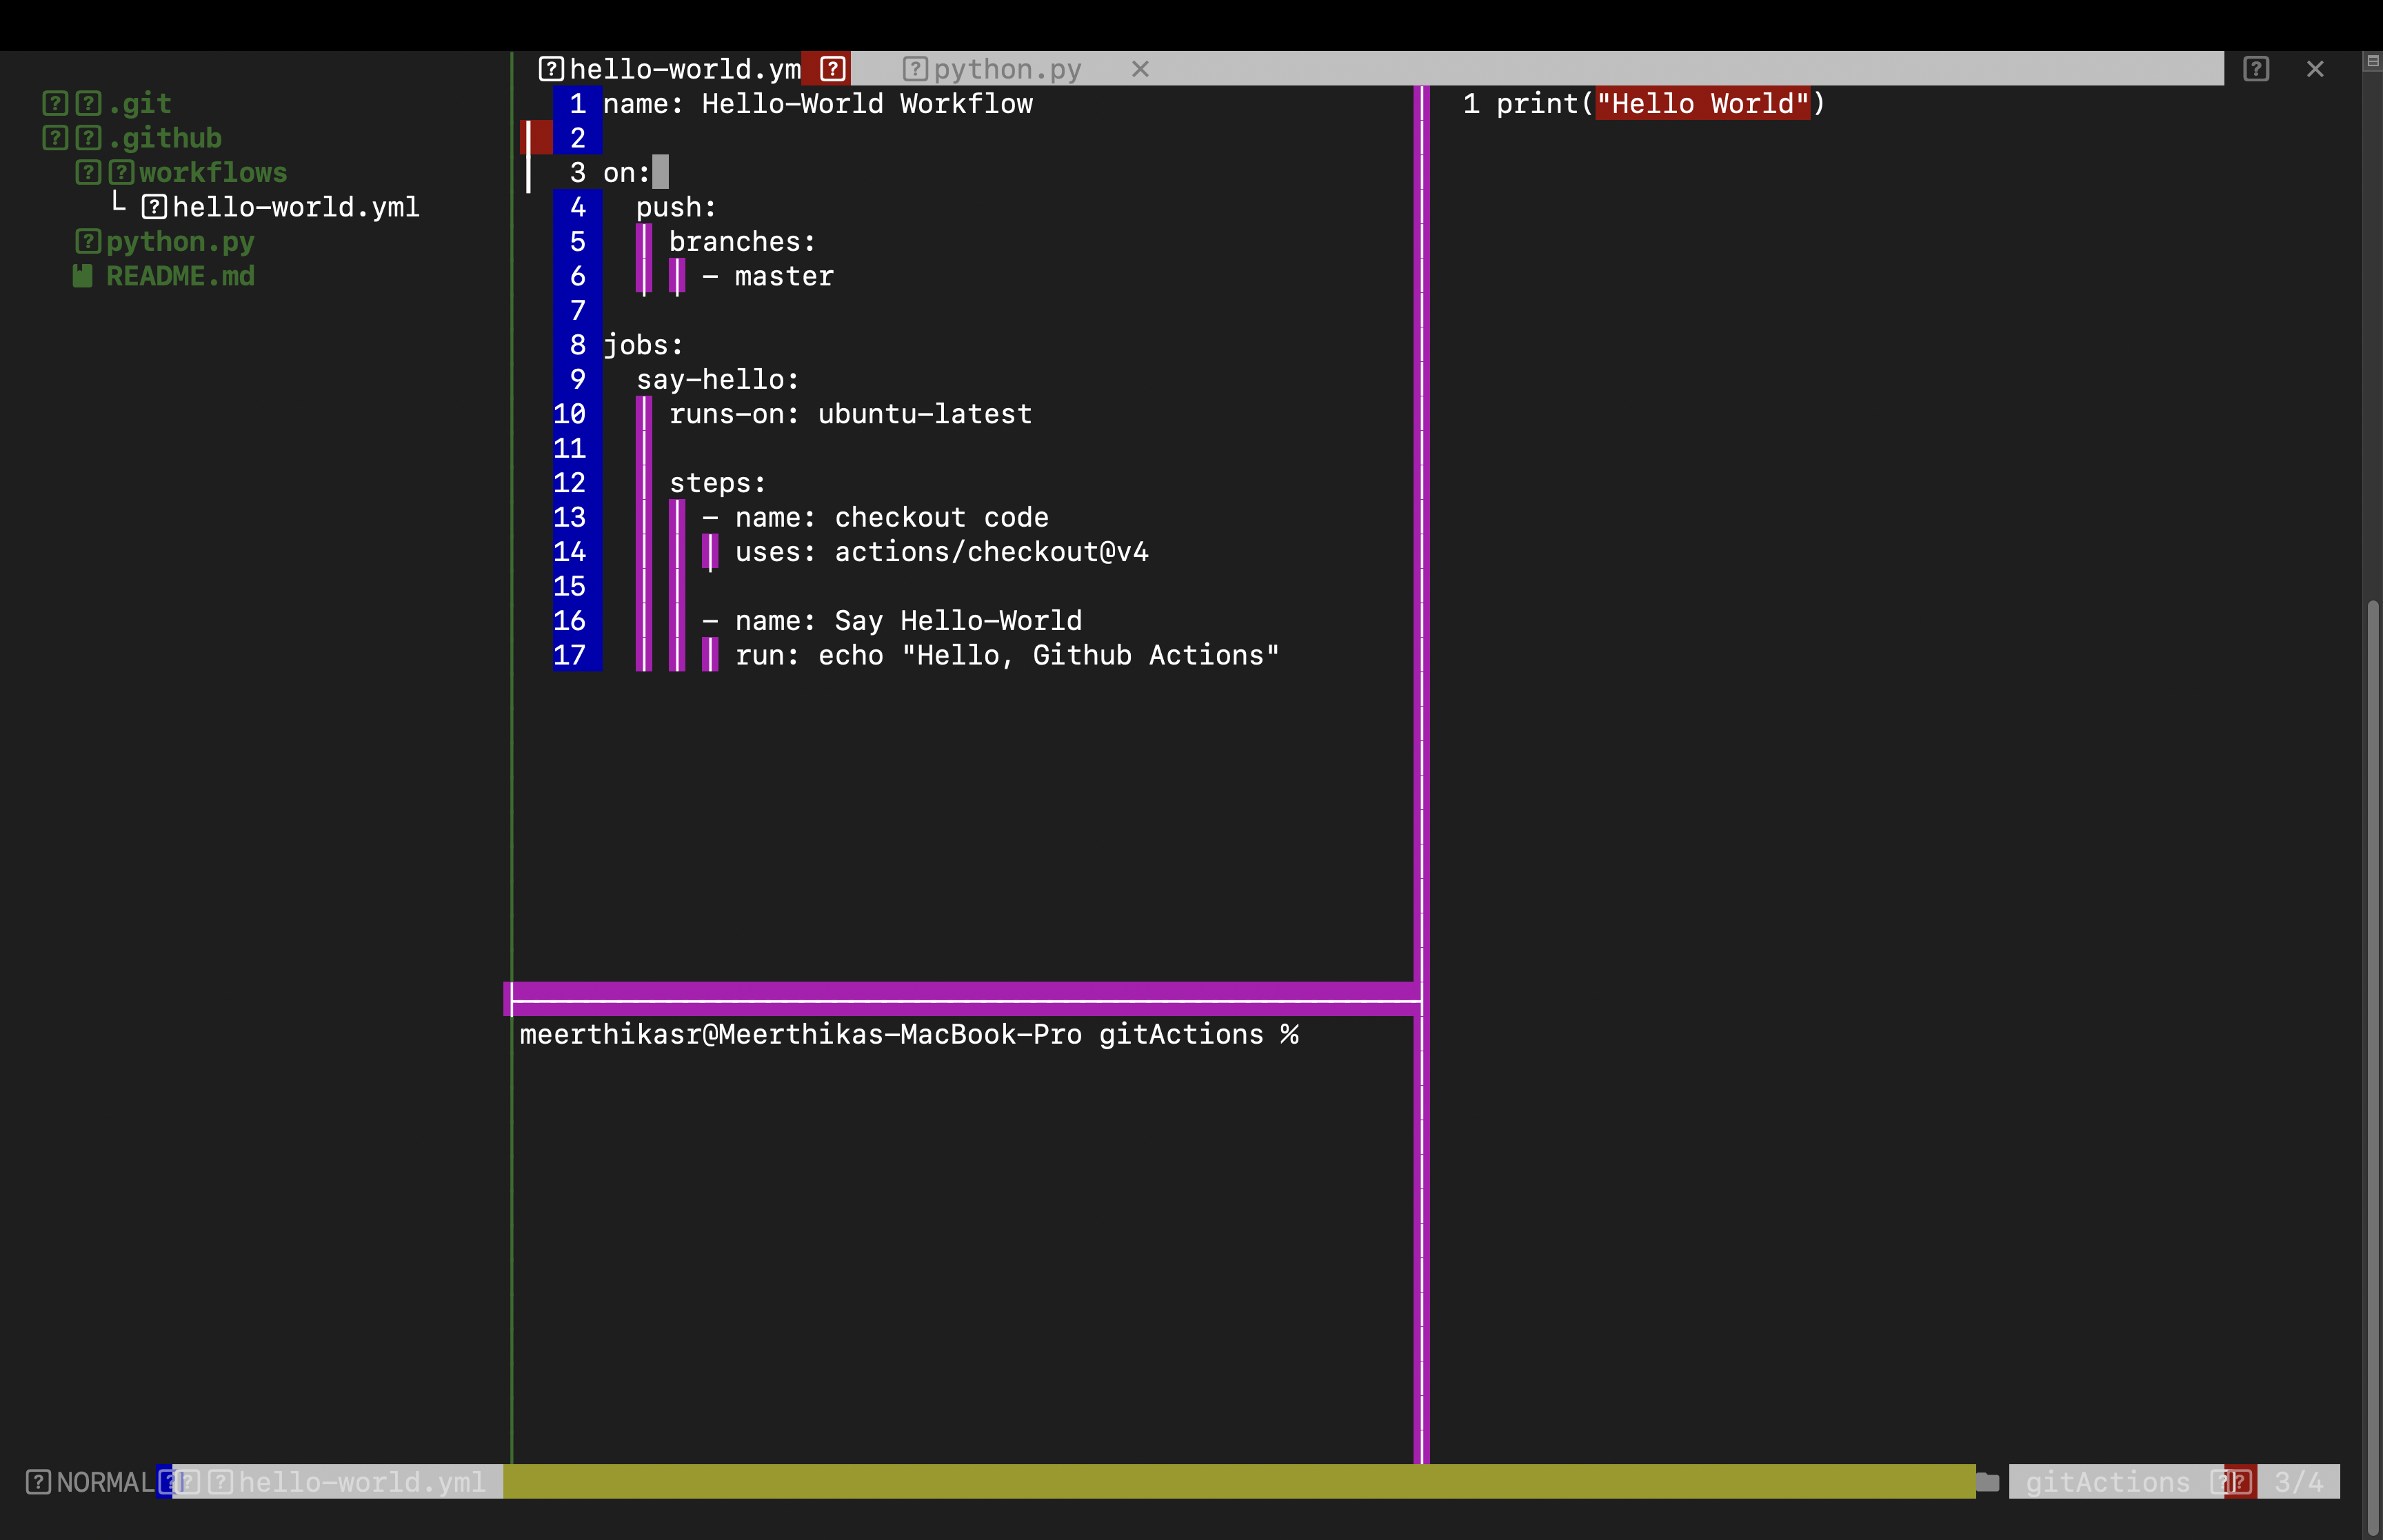 .git
.github
workflows
hello-world.yml
python.py
README.md
hello-world.ym python.py ×
×
1 name: Hello-World Workflow
2
3 on:
4 push:
5 branches:
6 - master
7
8 jobs:
9 say-hello:
10 runs-on: ubuntu-latest
11
12 steps:
13 - name: checkout code
14 uses: actions/checkout@v4
15
16 - name: Say Hello-World
17 run: echo "Hello, Github Actions"
1 print("Hello World")
meerthikasr@Meerthikas-MacBook-Pro gitActions %
NORMAL hello-world.yml gitActions 3/4